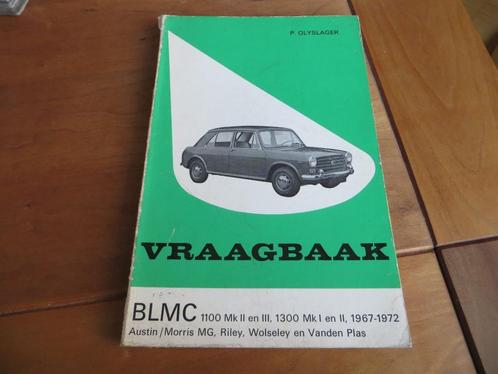 P. OLYSLAGER
VRAAGBAAK
BLMC 1100 Mk II en III, 1300 Mk I en II, 1967-1972
Austin/Morris MG, Riley, Wolseley en Vanden Plas